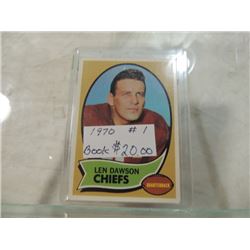 1970 #1
Book $20.00
LEN DAWSON
CHIEFS
QUARTERBACK